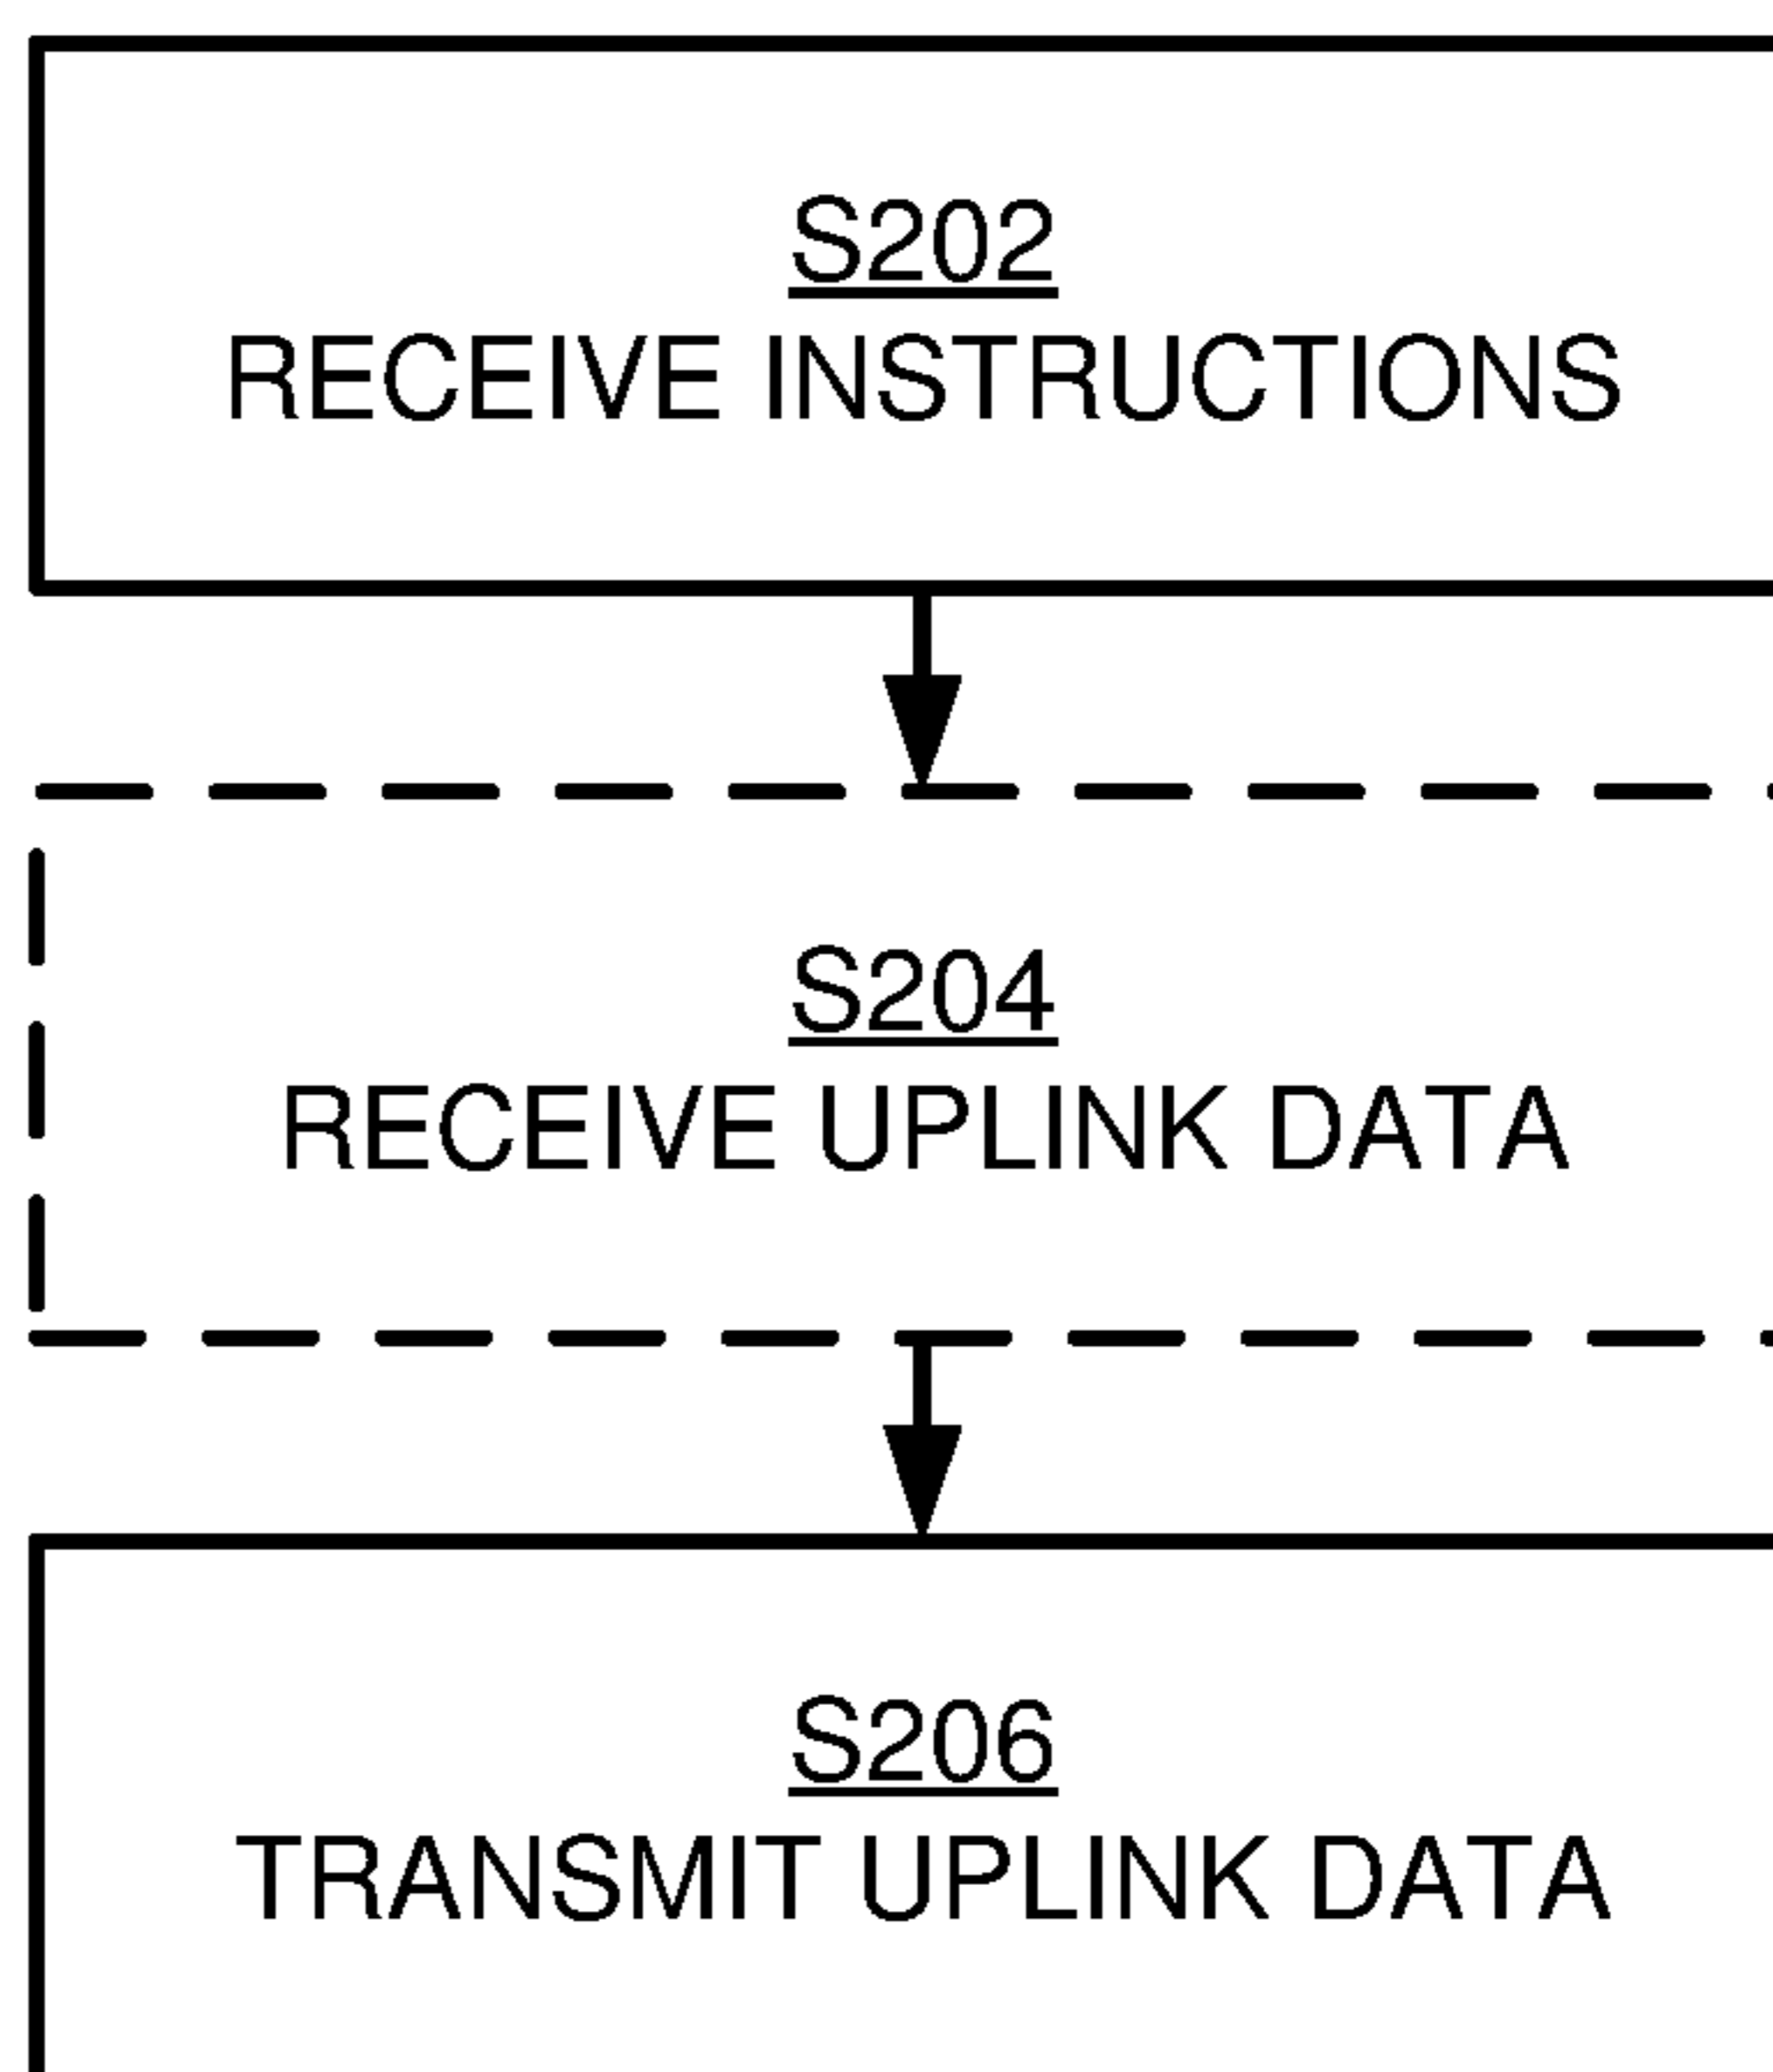 S202
RECEIVE INSTRUCTIONS
S204
RECEIVE UPLINK DATA
S206
TRANSMIT UPLINK DATA